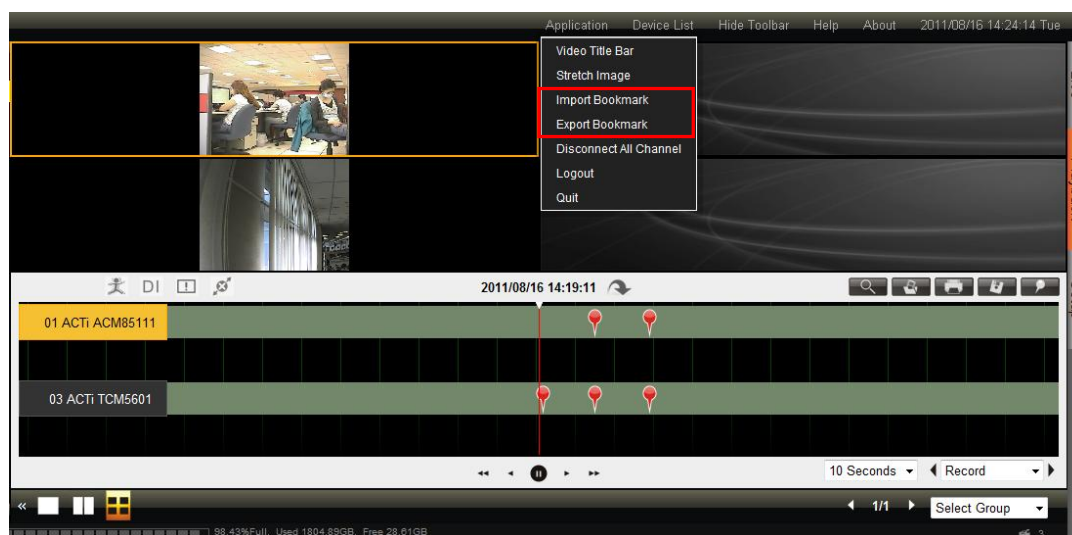 Application Device List Hide Toolbar Help About 2011/08/16 14:24:14 Tue
Video Title Bar
Stretch Image
Import Bookmark
Export Bookmark
Disconnect All Channel
Logout
Quit
DI 2011/08/16 14:19:11
01 ACTi ACM85111
03 ACTi TCM5601
10 Seconds Record
1/1 Select Group
98.43%Full, Used 1804.89GB, Free 28.61GB 3